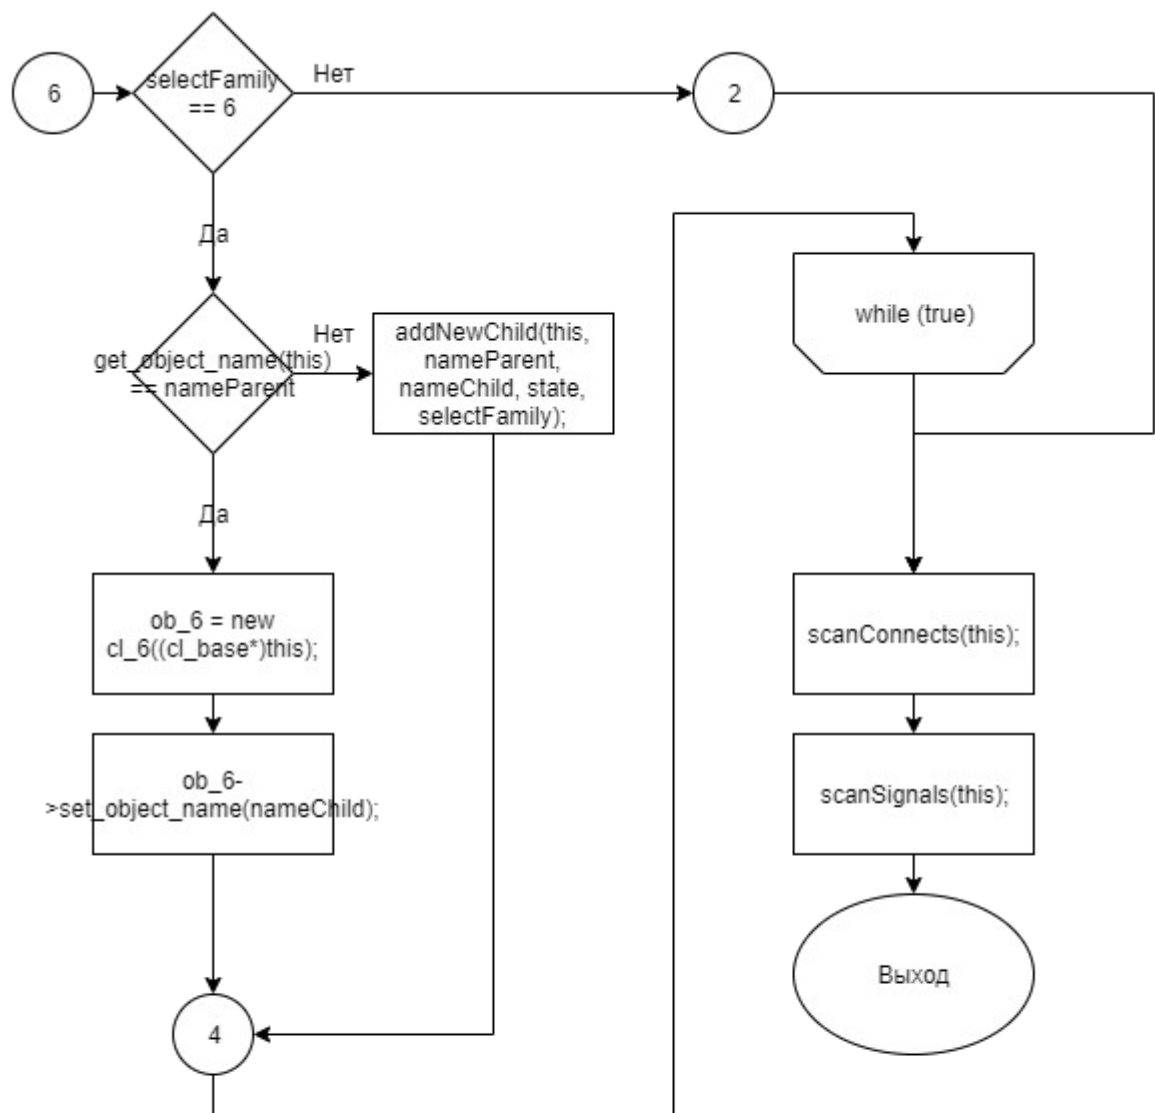 6
selectFamily
== 6
Нет
2
Да
while (true)
get_object_name(this)
== nameParent
Нет
addNewChild(this,
nameParent,
nameChild, state,
selectFamily);
Да
ob_6 = new
cl_6((cl_base*)this);
scanConnects(this);
ob_6-
>set_object_name(nameChild);
scanSignals(this);
Выход
4